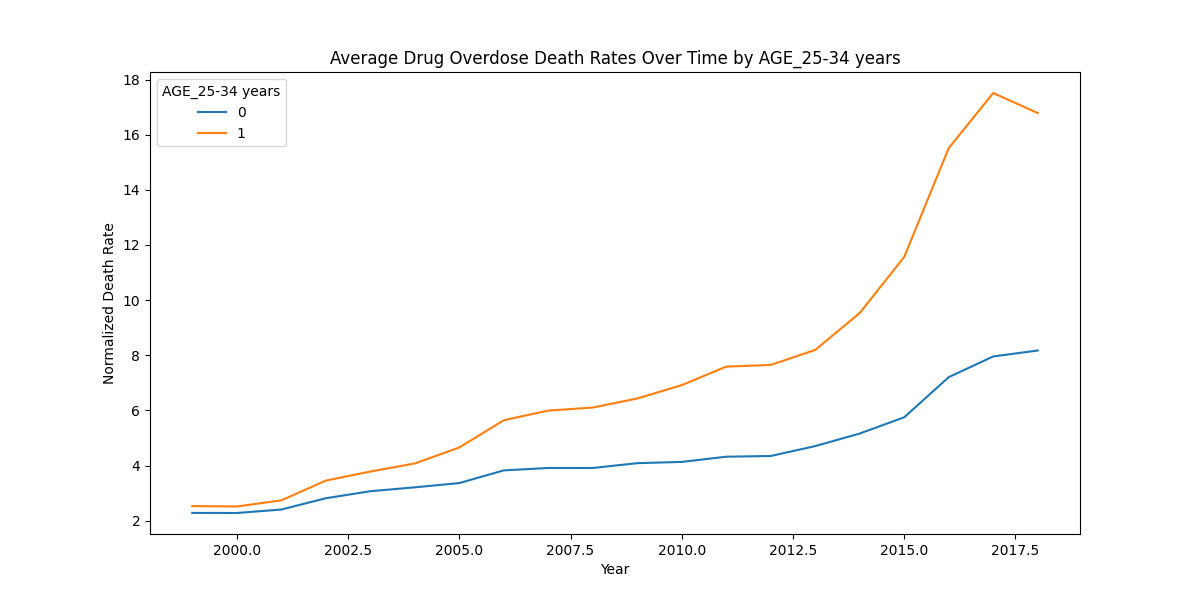 Average Drug Overdose Death Rates Over Time by AGE_25-34 years
AGE_25-34 years
0
1
18
16
14
12
10
8
6
4
2
Normalized Death Rate
2000.0 2002.5 2005.0 2007.5 2010.0 2012.5 2015.0 2017.5
Year